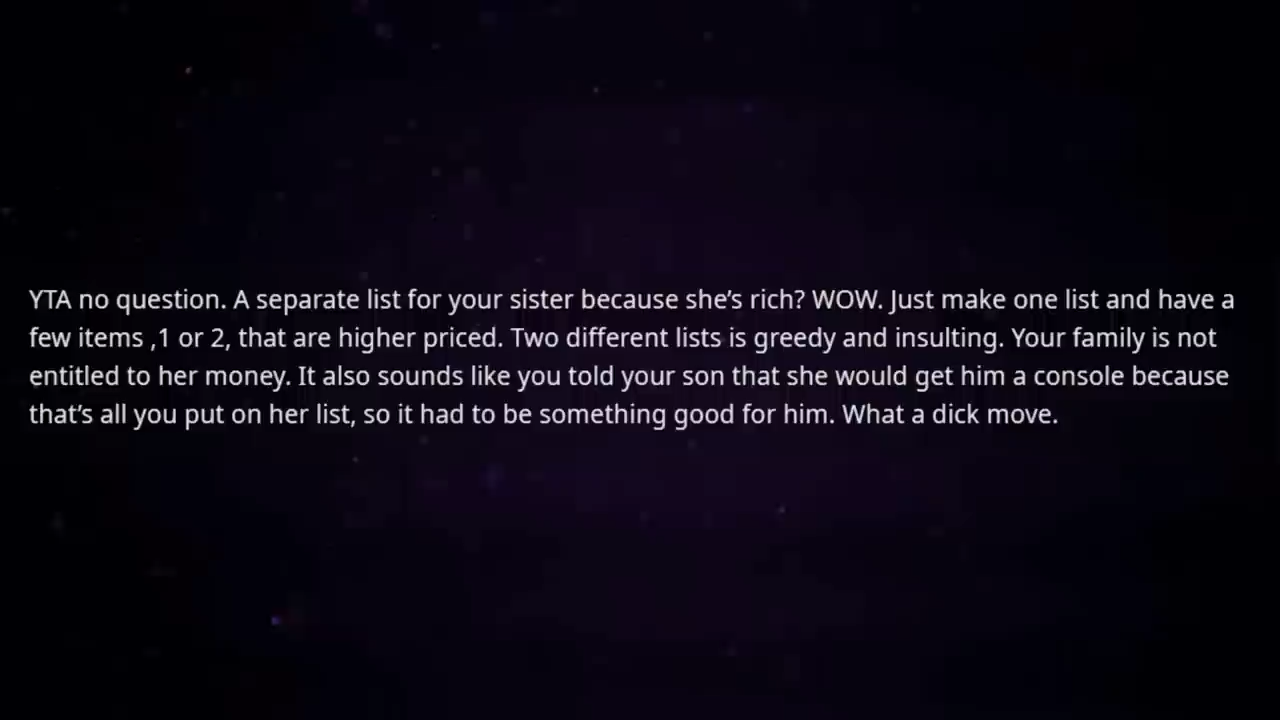 YTA no question. A separate list for your sister because she’s rich? WOW. Just make one list and have a
few items ,1 or 2, that are higher priced. Two different lists is greedy and insulting. Your family is not
entitled to her money. It also sounds like you told your son that she would get him a console because
that’s all you put on her list, so it had to be something good for him. What a dick move.